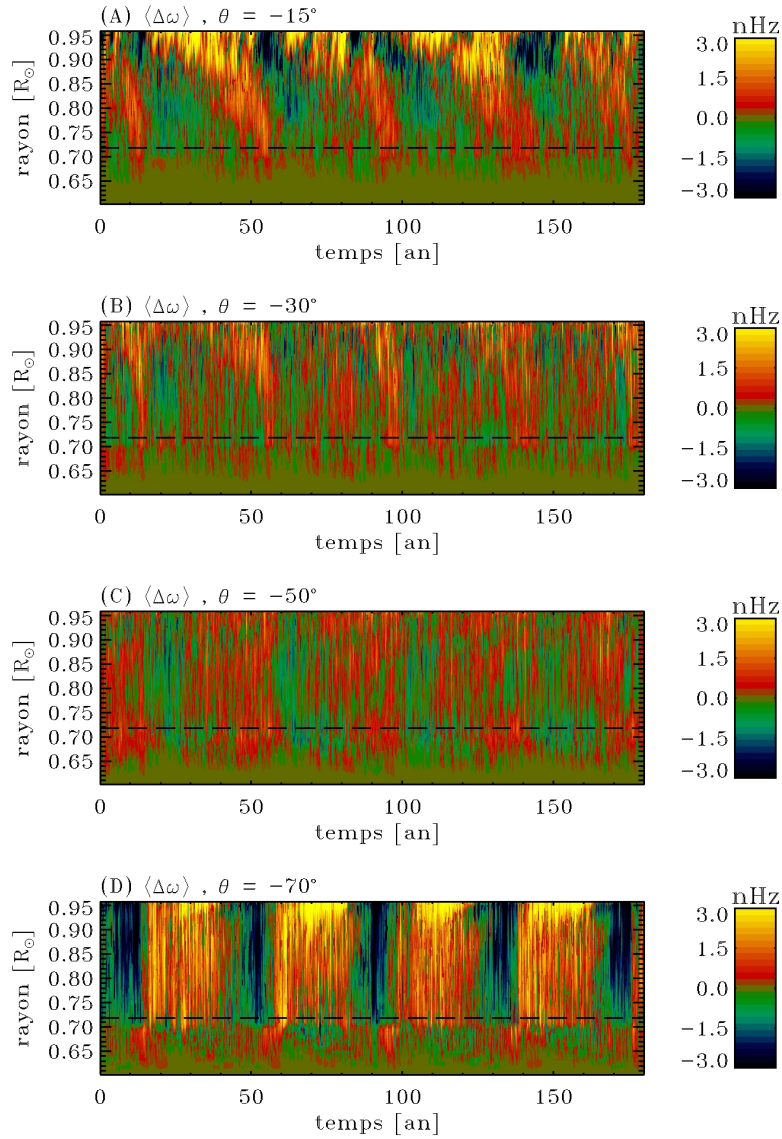 (A) ⟨Δω⟩ , θ = −15°
nHz
rayon [R☉]
0.95
0.90
0.85
0.80
0.75
0.70
0.65
0 50 100 150
temps [an]
3.0
1.5
0.0
−1.5
−3.0
(B) ⟨Δω⟩ , θ = −30°
nHz
rayon [R☉]
0.95
0.90
0.85
0.80
0.75
0.70
0.65
0 50 100 150
temps [an]
3.0
1.5
0.0
−1.5
−3.0
(C) ⟨Δω⟩ , θ = −50°
nHz
rayon [R☉]
0.95
0.90
0.85
0.80
0.75
0.70
0.65
0 50 100 150
temps [an]
3.0
1.5
0.0
−1.5
−3.0
(D) ⟨Δω⟩ , θ = −70°
nHz
rayon [R☉]
0.95
0.90
0.85
0.80
0.75
0.70
0.65
0 50 100 150
temps [an]
3.0
1.5
0.0
−1.5
−3.0